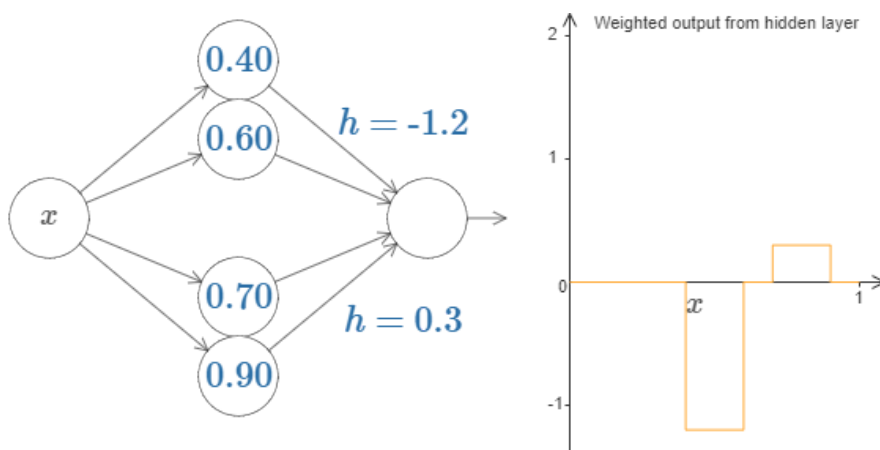 0.40
h = -1.2
0.60
x
0.70
h = 0.3
0.90
Weighted output from hidden layer
2
1
0
x
1
-1